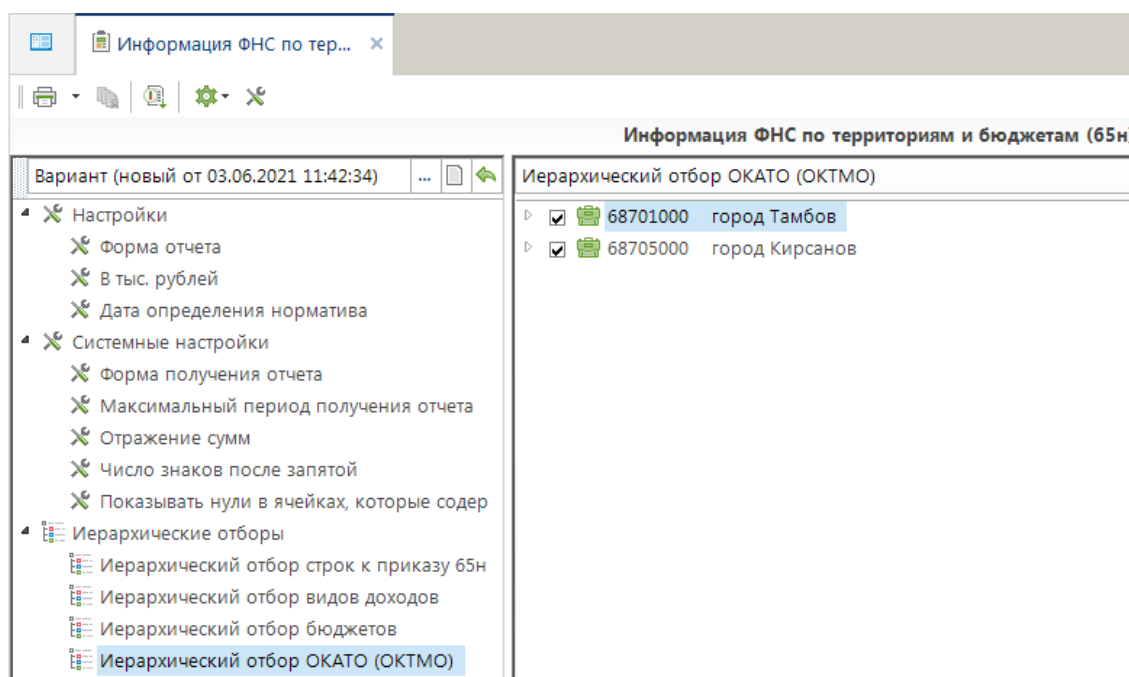 Информация ФНС по тер...
Информация ФНС по территориям и бюджетам (65н)
Вариант (новый от 03.06.2021 11:42:34) ...
Иерархический отбор ОКАТО (ОКТМО)
Настройки
68701000 город Тамбов
Форма отчета
68705000 город Кирсанов
В тыс. рублей
Дата определения норматива
Системные настройки
Форма получения отчета
Максимальный период получения отчета
Отражение сумм
Число знаков после запятой
Показывать нули в ячейках, которые содер
Иерархические отборы
Иерархический отбор строк к приказу 65н
Иерархический отбор видов доходов
Иерархический отбор бюджетов
Иерархический отбор ОКАТО (ОКТМО)